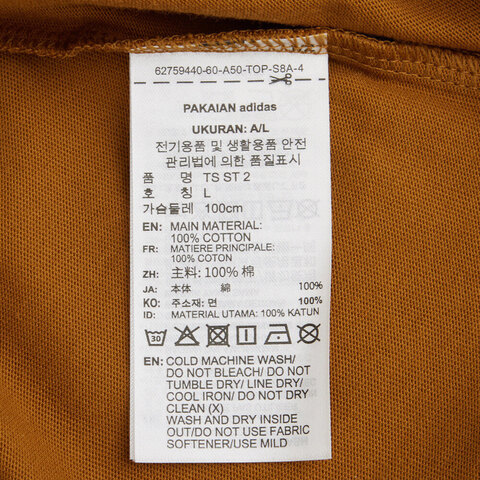 62759440-60-A50-TOP-S8A-4
PAKAIAN adidas
UKURAN: A/L
전기용품 및 생활용품 안전
관리법에 의한 품질표시
품 명 TS ST 2
호 칭 L
가슴둘레 100cm
EN: MAIN MATERIAL:
100% COTTON
FR: MATIERE PRINCIPALE:
100% COTON
ZH: 主料: 100% 棉
JA: 本体 綿 100%
KO: 주소재: 면 100%
ID: MATERIAL UTAMA: 100% KATUN
30
EN: COLD MACHINE WASH/
DO NOT BLEACH/ DO NOT
TUMBLE DRY/ LINE DRY/
COOL IRON/ DO NOT DRY
CLEAN (X)
WASH AND DRY INSIDE
OUT/DO NOT USE FABRIC
SOFTENER/USE MILD